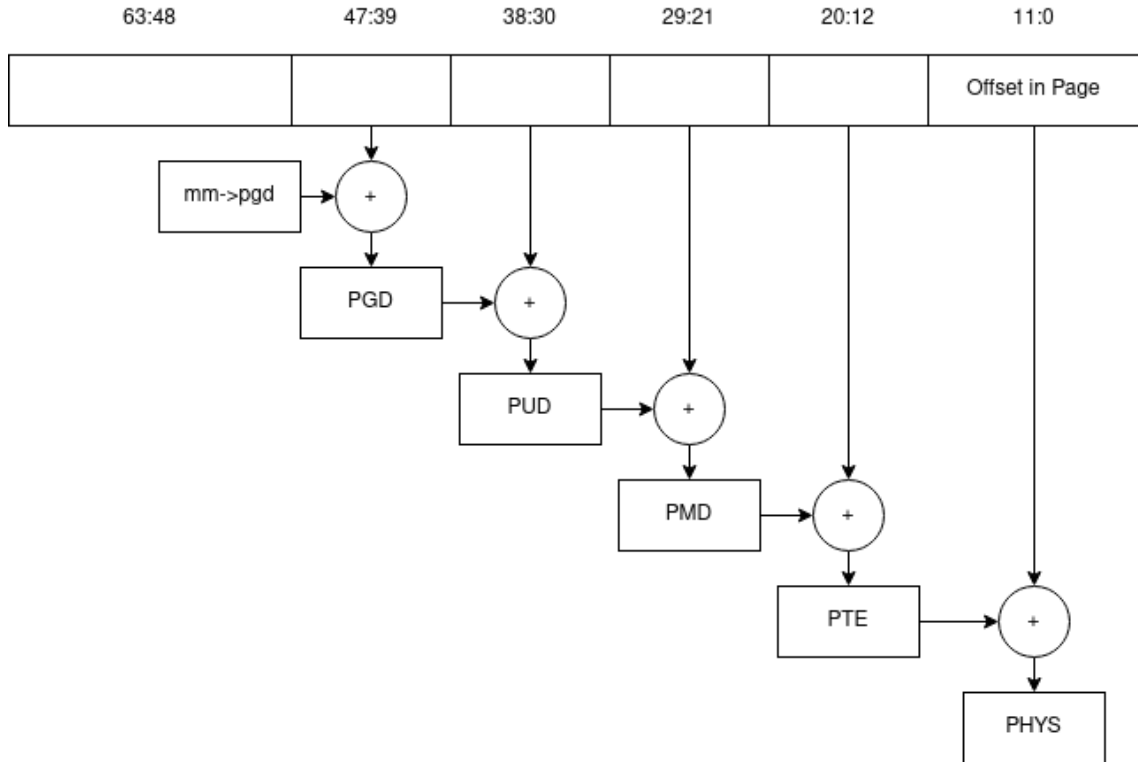 63:48 47:39 38:30 29:21 20:12 11:0
Offset in Page
mm->pgd
+
PGD
+
PUD
+
PMD
+
PTE
+
PHYS